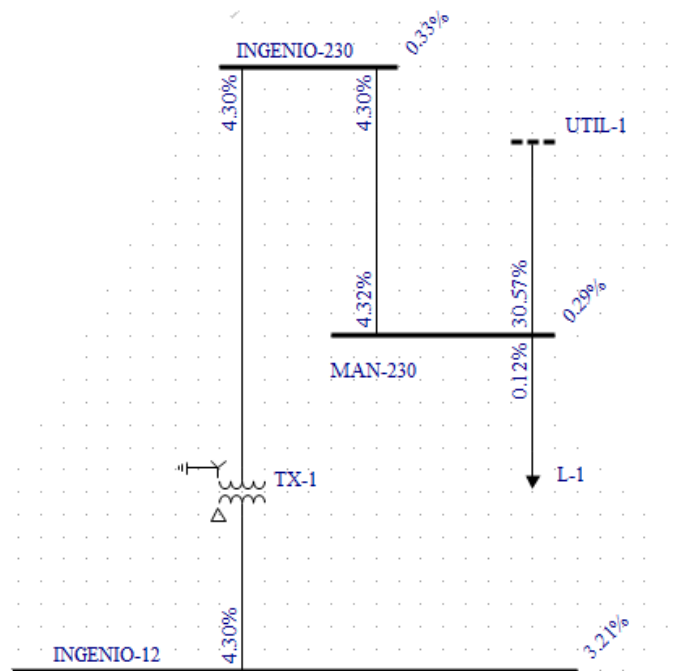 INGENIO-230
0.33%
4.30%
4.30%
UTIL-1
4.32%
30.57%
0.29%
MAN-230
0.12%
TX-1
L-1
4.30%
INGENIO-12
3.21%